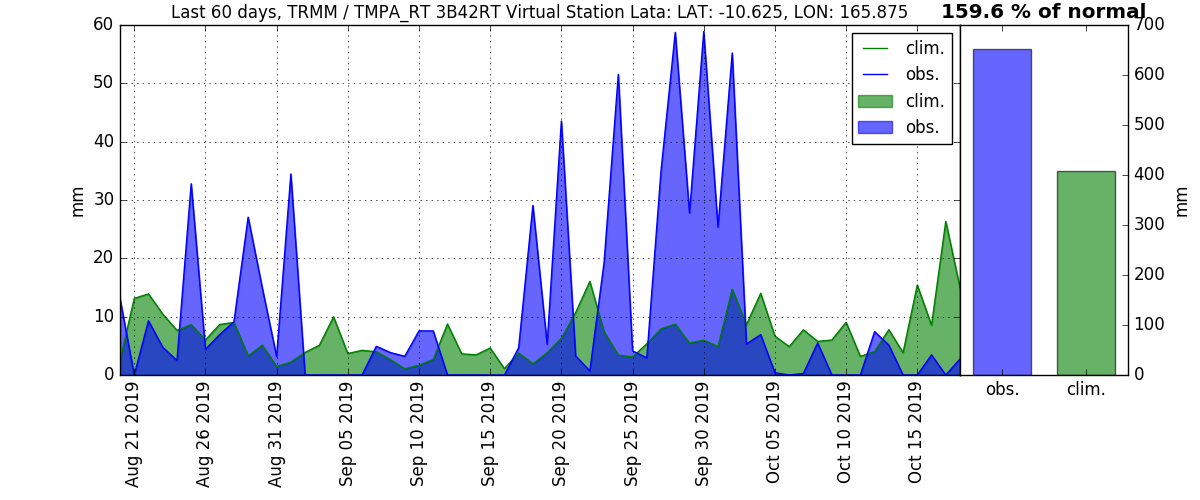 Last 60 days, TRMM / TMPA_RT 3B42RT Virtual Station Lata: LAT: -10.625, LON: 165.875
159.6 % of normal
mm
60
50
40
30
20
10
0
clim.
obs.
clim.
obs.
700
600
500
400
300
200
100
0
mm
Aug 21 2019
Aug 26 2019
Aug 31 2019
Sep 05 2019
Sep 10 2019
Sep 15 2019
Sep 20 2019
Sep 25 2019
Sep 30 2019
Oct 05 2019
Oct 10 2019
Oct 15 2019
obs.
clim.